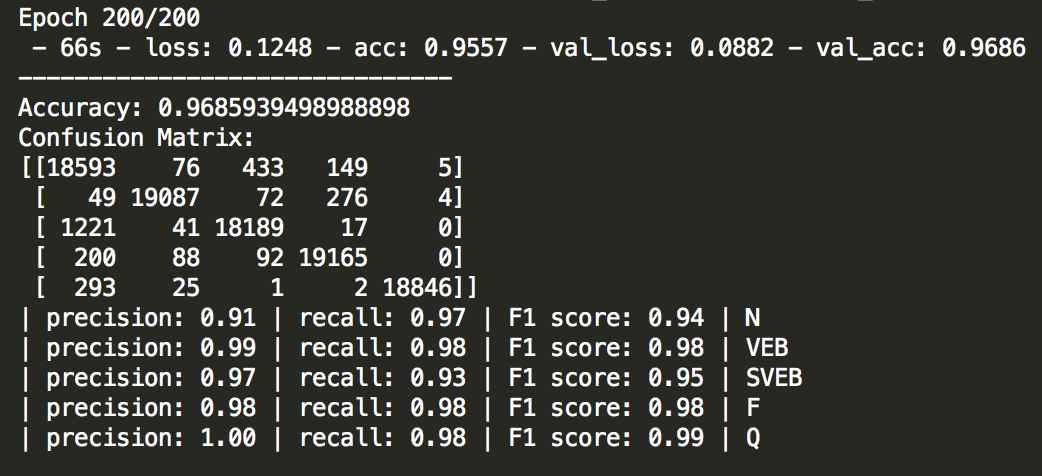 Epoch 200/200
 - 66s - loss: 0.1248 - acc: 0.9557 - val_loss: 0.0882 - val_acc: 0.9686
-------------------------------
Accuracy: 0.9685939498988898
Confusion Matrix:
[[18593    76   433   149     5]
 [   49 19087    72   276     4]
 [ 1221    41 18189    17     0]
 [  200    88    92 19165     0]
 [  293    25     1     2 18846]]
| precision: 0.91 | recall: 0.97 | F1 score: 0.94 | N
| precision: 0.99 | recall: 0.98 | F1 score: 0.98 | VEB
| precision: 0.97 | recall: 0.93 | F1 score: 0.95 | SVEB
| precision: 0.98 | recall: 0.98 | F1 score: 0.98 | F
| precision: 1.00 | recall: 0.98 | F1 score: 0.99 | Q